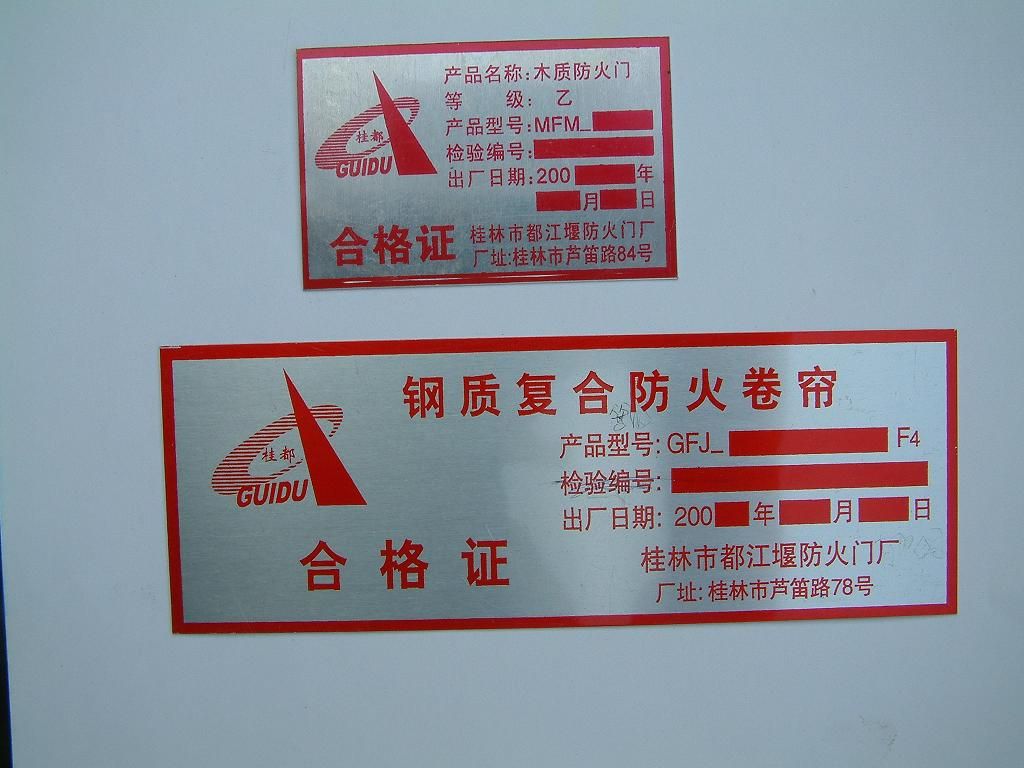 桂都
GUIDU
产品名称:木质防火门
等 级: 乙
产品型号:MFM_
检验编号:
出厂日期:200 年
月 日
合格证
桂林市都江堰防火门厂
厂址:桂林市芦笛路84号
桂都
GUIDU
钢质复合防火卷帘
产品型号:GFJ_ F4
检验编号:
出厂日期: 200 年 月 日
合格证
桂林市都江堰防火门厂
厂址:桂林市芦笛路78号